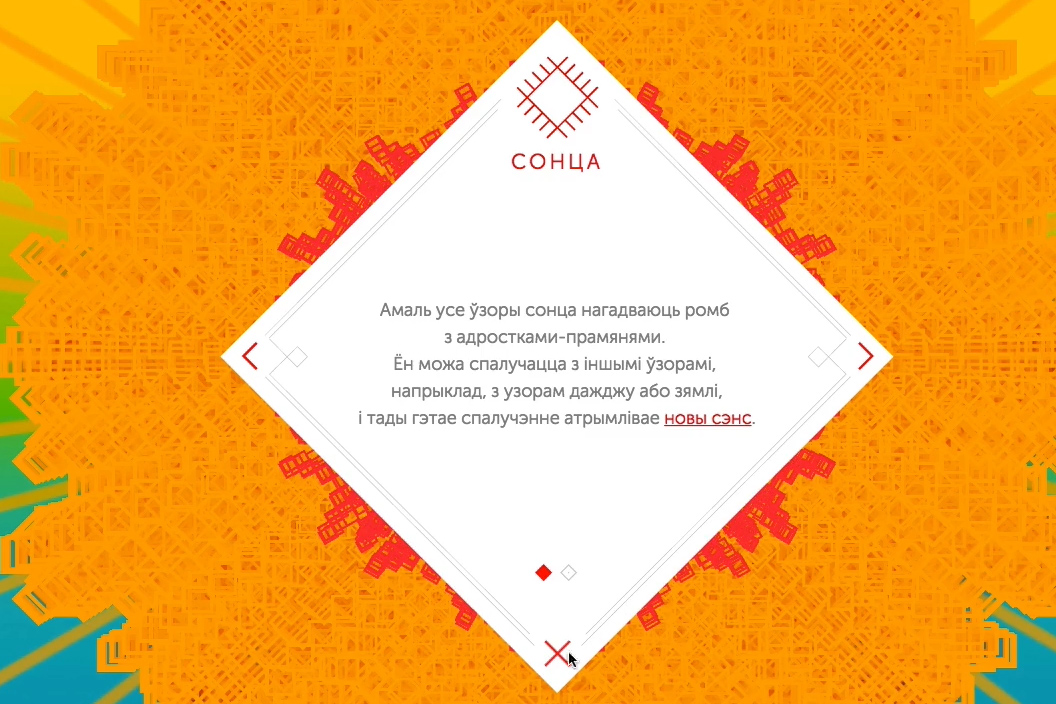 СОНЦА
Амаль усе ўзоры сонца нагадваюць ромб
з адросткамі-прамянямі.
Ён можа спалучацца з іншымі ўзорамі,
напрыклад, з узорам дажджу або зямлі,
і тады гэтае спалучэнне атрымлівае новы сэнс.